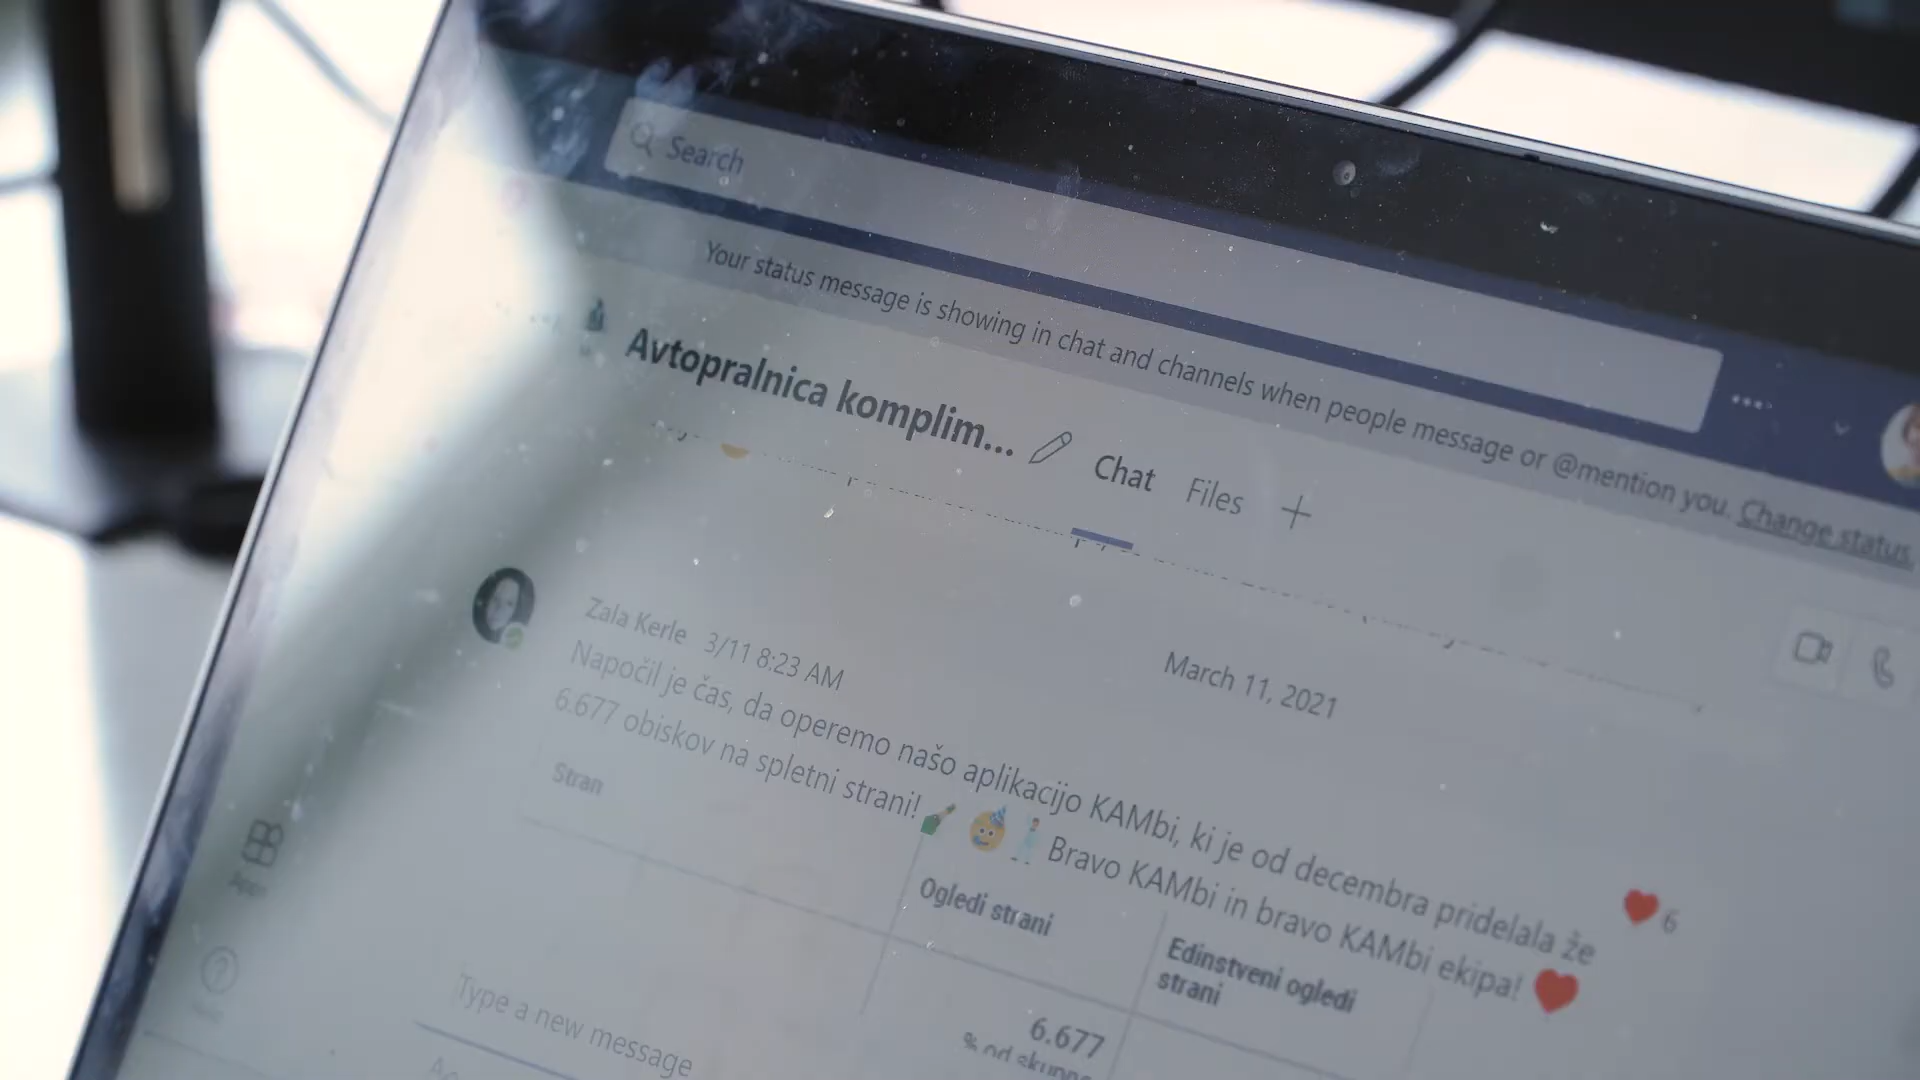 Search
Your status message is showing in chat and channels when people message or @mention you. Change status.
Avtopralnica komplim...
Chat
Files
March 11, 2021
Zala Kerle 3/11 8:23 AM
Napočil je čas, da operemo našo aplikacijo KAMbi, ki je od decembra pridelala že
6.677 obiskov na spletni strani! 🍾 🥳 Bravo KAMbi in bravo KAMbi ekipa! ❤️
❤️ 6
Stran
Ogledi strani
Edinstveni ogledi
strani
6.677
% od
Apps
Type a new message